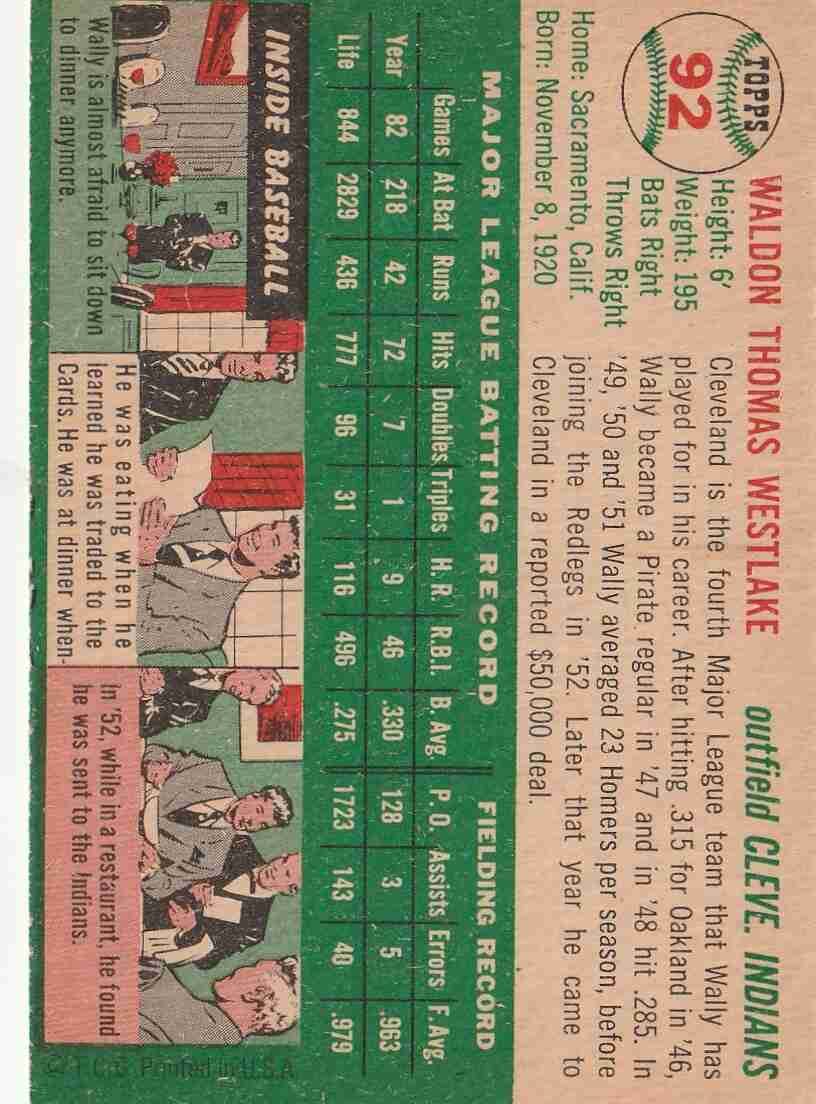 TOPPS
92
WALDON THOMAS WESTLAKE outfield CLEVE. INDIANS
Height: 6'
Weight: 195
Bats Right
Throws Right
Home: Sacramento, Calif.
Born: November 8, 1920
Cleveland is the fourth Major League team that Wally has
played for in his career. After hitting .315 for Oakland in '46,
Wally became a Pirate regular in '47 and in '48 hit .285. In
'49, '50 and '51 Wally averaged 23 Homers per season, before
joining the Redlegs in '52. Later that year he came to
Cleveland in a reported $50,000 deal.
MAJOR LEAGUE BATTING RECORD FIELDING RECORD
Games At Bat Runs Hits Doubles Triples H. R. R.B.I. B. Avg. P. O. Assists Errors F. Avg.
Year 82 218 42 72 7 1 9 46 .330 128 3 5 .963
Life 844 2829 436 777 96 31 116 496 .275 1723 143 40 .979
INSIDE BASEBALL
Wally is almost afraid to sit down
to dinner anymore.
He was eating when he
learned he was traded to the
Cards. He was at dinner when-
In '52, while in a restaurant, he found
he was sent to the Indians.
© T.C.G. Printed in U.S.A.